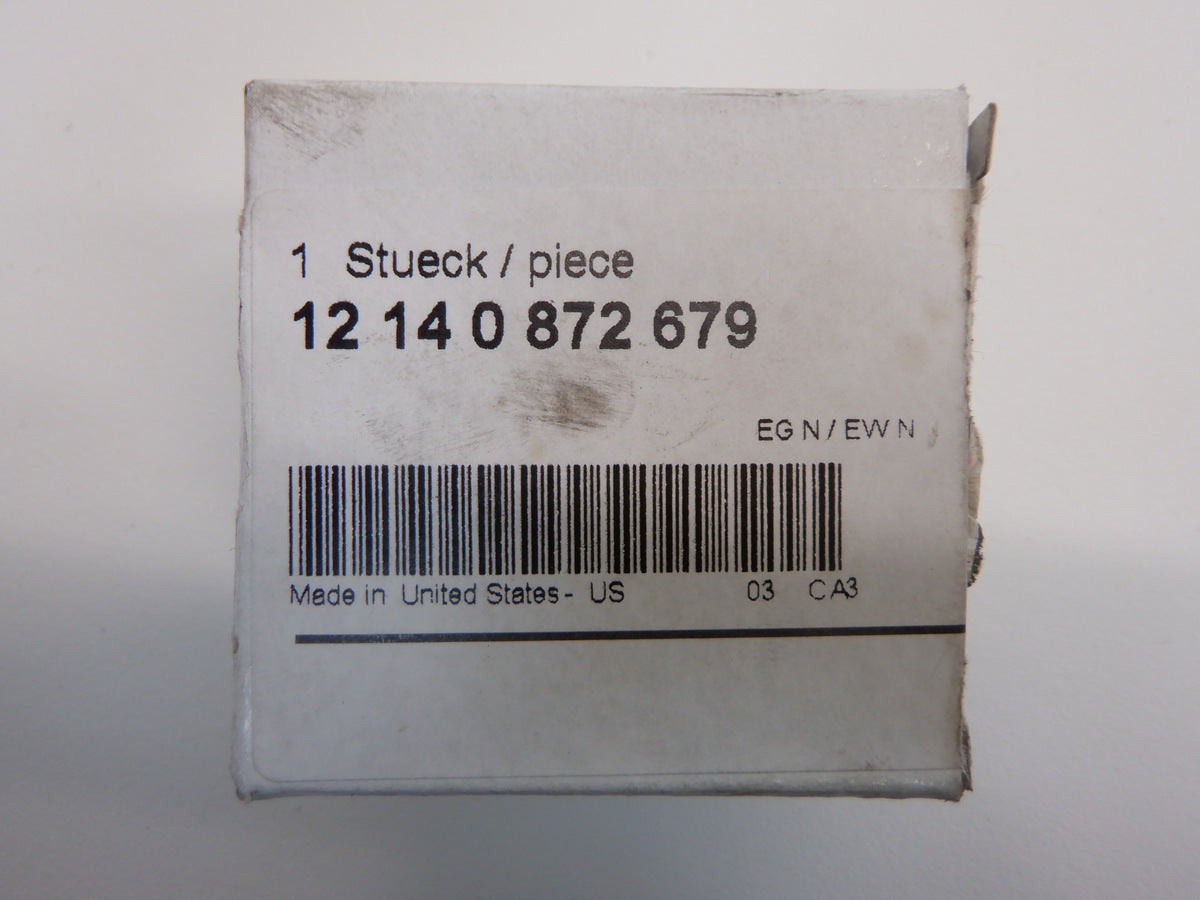 1 Stueck / piece
12 14 0 872 679
EG N / EW N
Made in United States - US 03 CA3